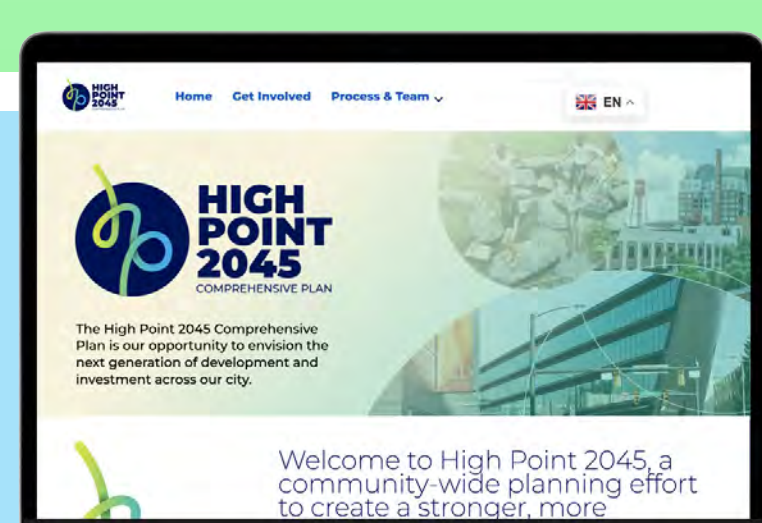 HIGH
POINT
2045
COMPREHENSIVE PLAN
Home Get Involved Process & Team
EN
HIGH
POINT
2045
COMPREHENSIVE PLAN
The High Point 2045 Comprehensive
Plan is our opportunity to envision the
next generation of development and
investment across our city.
Welcome to High Point 2045, a
community-wide planning effort
to create a stronger, more